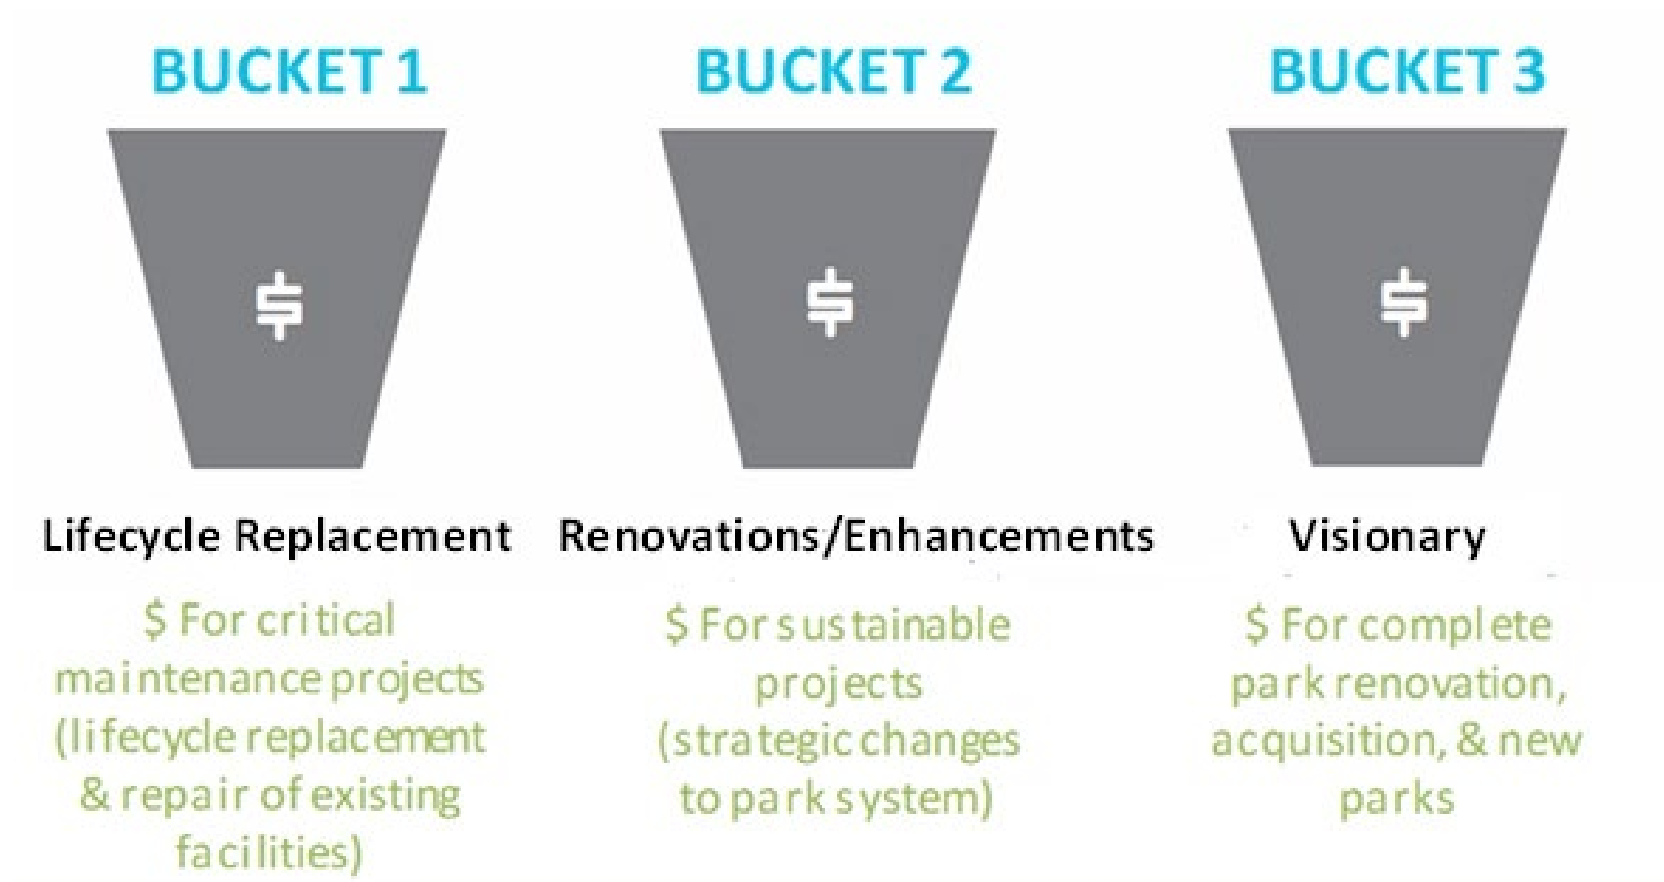 BUCKET 1
$
Lifecycle Replacement
$ For critical
maintenance projects
(lifecycle replacement
& repair of existing
facilities)
BUCKET 2
$
Renovations/Enhancements
$ For sustainable
projects
(strategic changes
to park system)
BUCKET 3
$
Visionary
$ For complete
park renovation,
acquisition, & new
parks